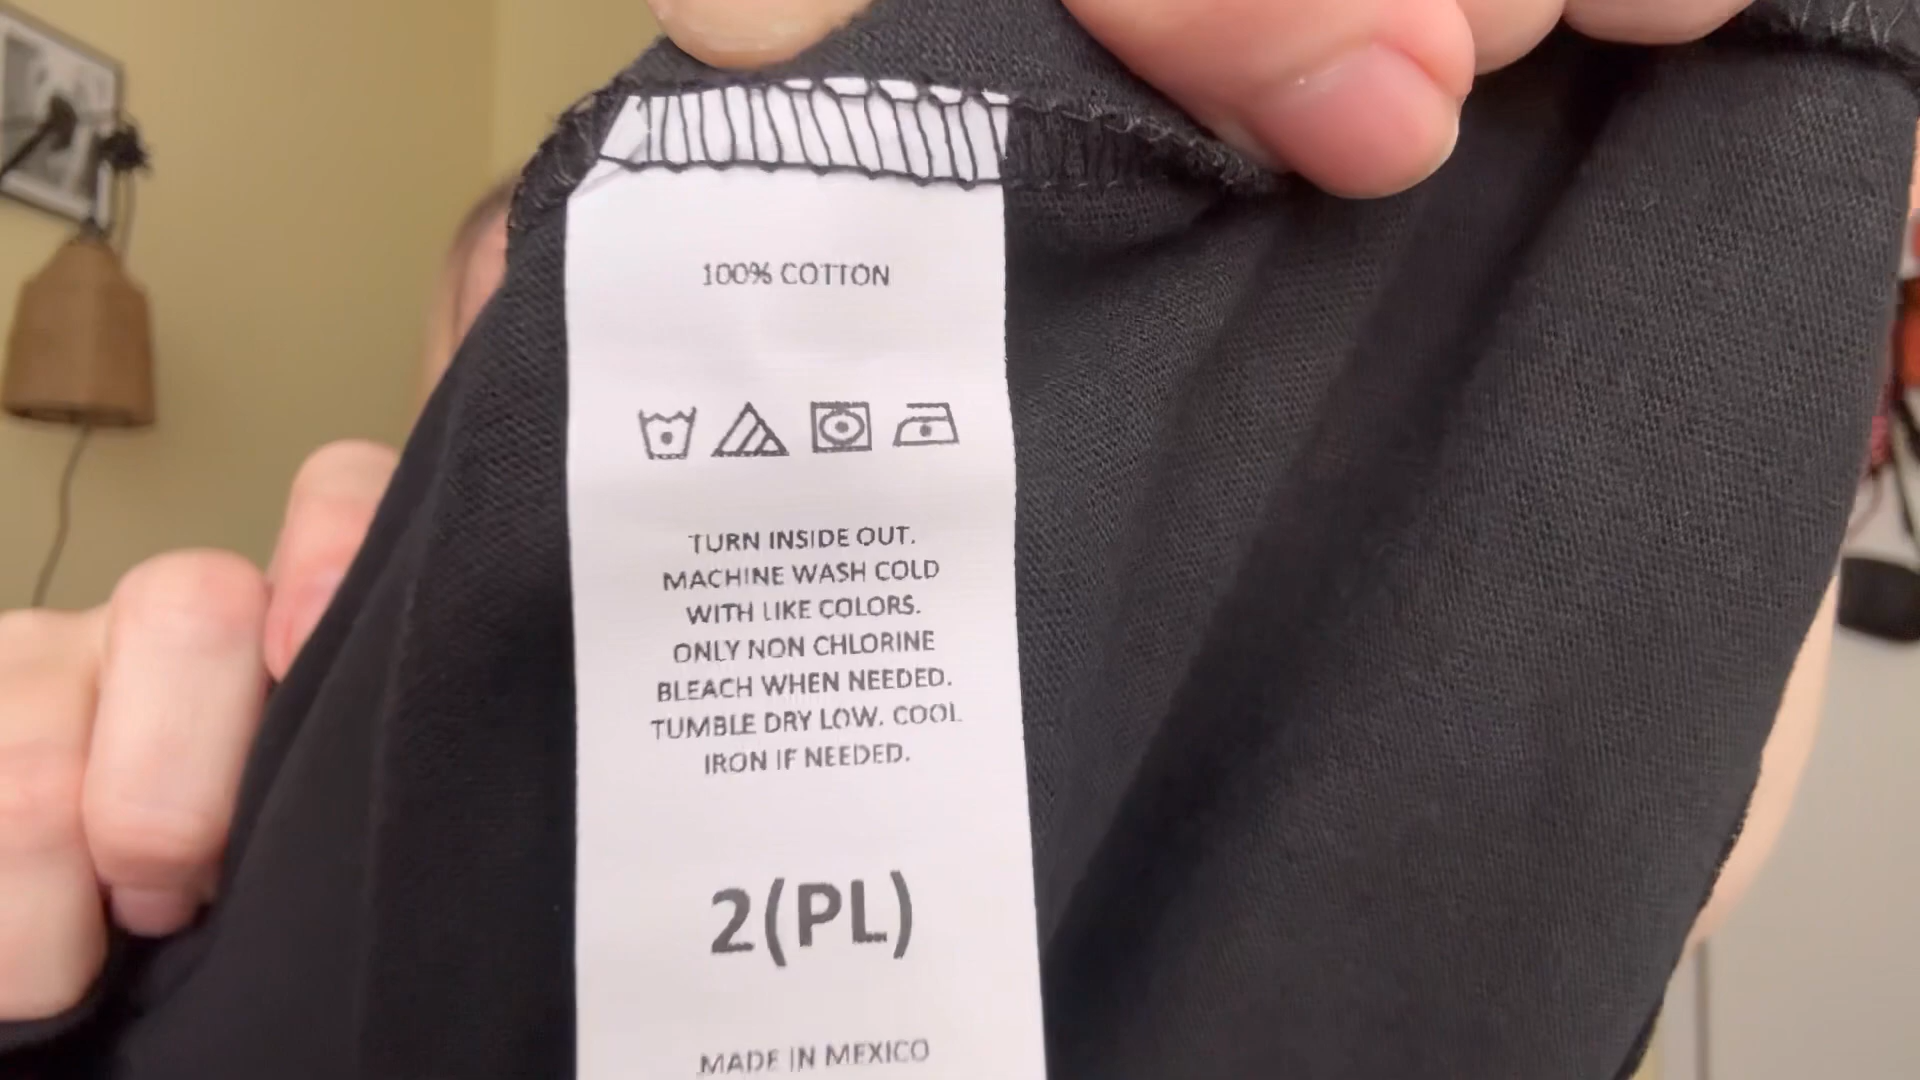 100% COTTON
TURN INSIDE OUT.
MACHINE WASH COLD
WITH LIKE COLORS.
ONLY NON CHLORINE
BLEACH WHEN NEEDED.
TUMBLE DRY LOW. COOL
IRON IF NEEDED.
2(PL)
MADE IN MEXICO